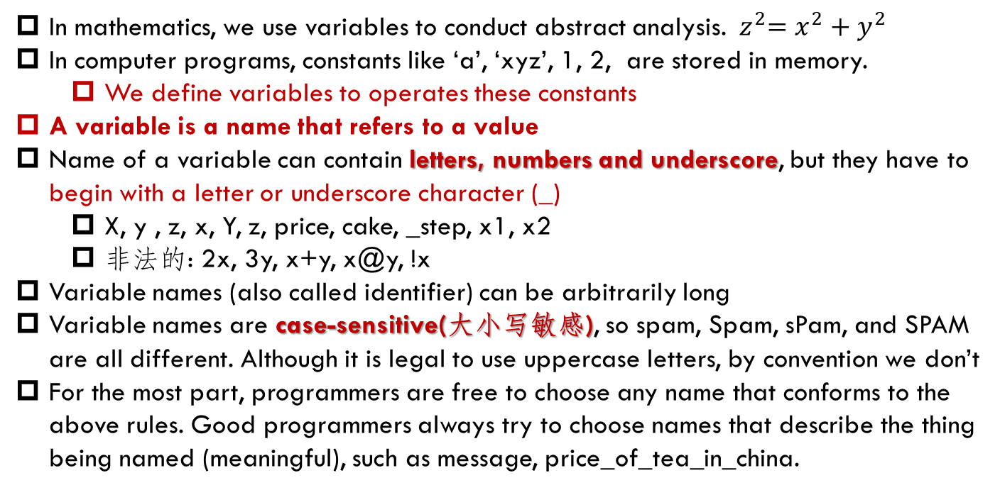 In mathematics, we use variables to conduct abstract analysis. z² = x² + y²
In computer programs, constants like ‘a’, ‘xyz’, 1, 2, are stored in memory.
We define variables to operates these constants
A variable is a name that refers to a value
Name of a variable can contain letters, numbers and underscore, but they have to
begin with a letter or underscore character (_)
X, y , z, x, Y, z, price, cake, _step, x1, x2
非法的: 2x, 3y, x+y, x@y, !x
Variable names (also called identifier) can be arbitrarily long
Variable names are case-sensitive(大小写敏感), so spam, Spam, sPam, and SPAM
are all different. Although it is legal to use uppercase letters, by convention we don’t
For the most part, programmers are free to choose any name that conforms to the
above rules. Good programmers always try to choose names that describe the thing
being named (meaningful), such as message, price_of_tea_in_china.